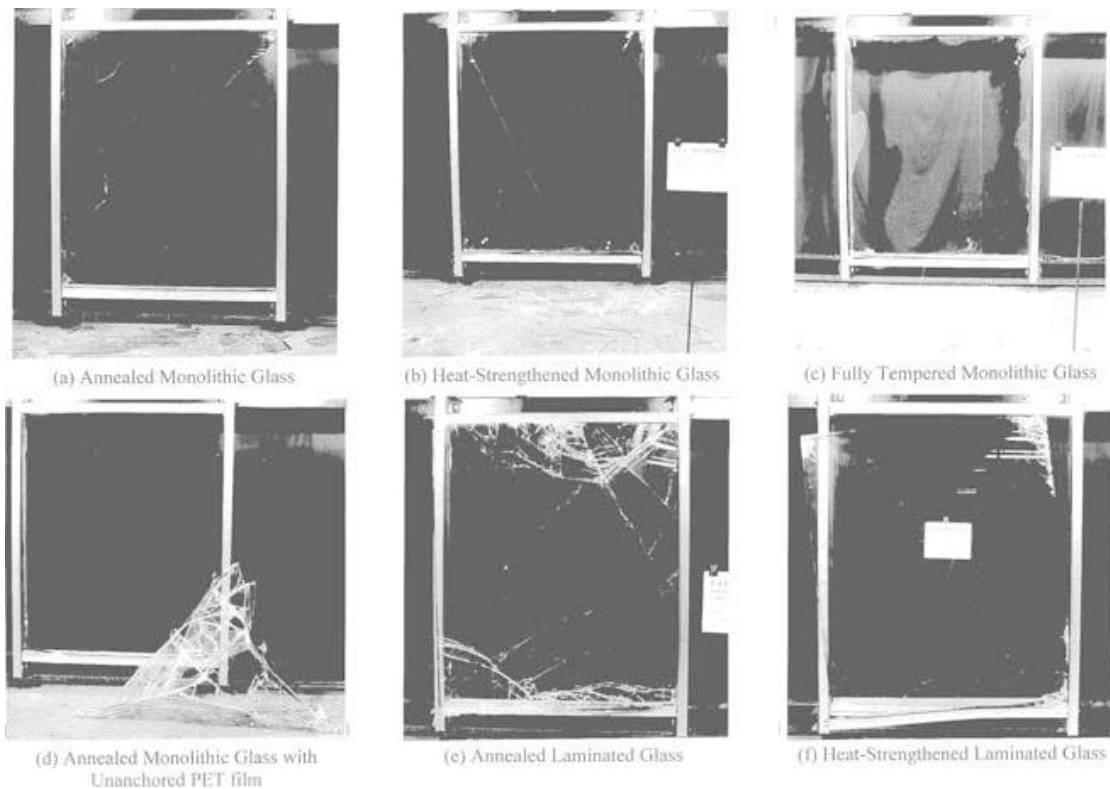 (a) Annealed Monolithic Glass
(b) Heat-Strengthened Monolithic Glass
(c) Fully Tempered Monolithic Glass
(d) Annealed Monolithic Glass with
Unanchored PET film
(e) Annealed Laminated Glass
(f) Heat-Strengthened Laminated Glass